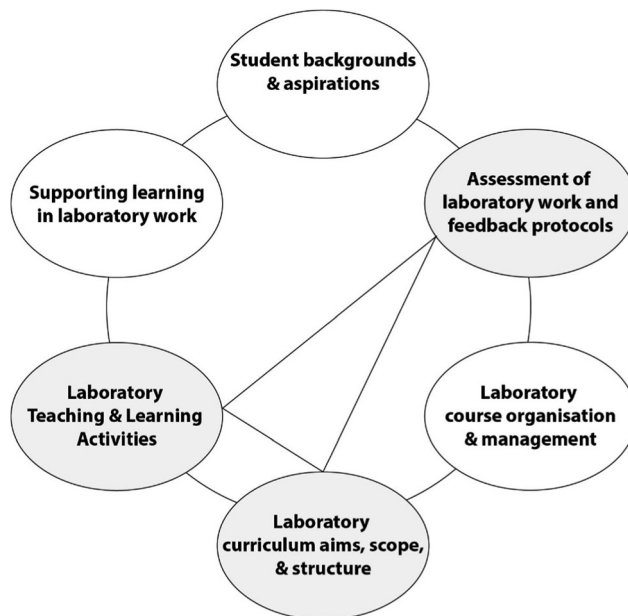 Student backgrounds
& aspirations
Assessment of
laboratory work and
feedback protocols
Supporting learning
in laboratory work
Laboratory
Teaching & Learning
Activities
Laboratory
course organisation
& management
Laboratory
curriculum aims, scope,
& structure